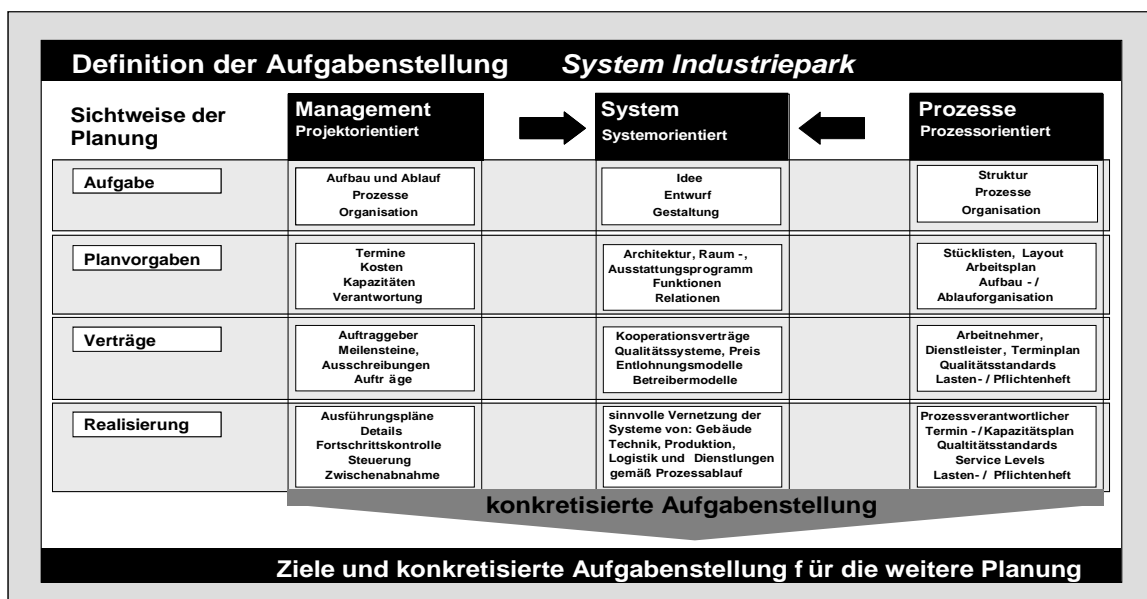 Definition der Aufgabenstellung System Industriepark
Sichtweise der
Planung
Management
Projektorientiert
System
Systemorientiert
Prozesse
Prozessorientiert
Aufgabe
Aufbau und Ablauf
Prozesse
Organisation
Idee
Entwurf
Gestaltung
Struktur
Prozesse
Organisation
Planvorgaben
Termine
Kosten
Kapazitäten
Verantwortung
Architektur, Raum -,
Ausstattungsprogramm
Funktionen
Relationen
Stücklisten, Layout
Arbeitsplan
Aufbau - /
Ablauforganisation
Verträge
Auftraggeber
Meilensteine,
Ausschreibungen
Auftr äge
Kooperationsverträge
Qualitätssysteme, Preis
Entlohnungsmodelle
Betreibermodelle
Arbeitnehmer,
Dienstleister, Terminplan
Qualitätsstandards
Lasten- / Pflichtenheft
Realisierung
Ausführungspläne
Details
Fortschrittskontrolle
Steuerung
Zwischenabnahme
sinnvolle Vernetzung der
Systeme von: Gebäude
Technik, Produktion,
Logistik und Dienstlungen
gemäß Prozessablauf
Prozessverantwortlicher
Termin - / Kapazitätsplan
Qualtitätsstandards
Service Levels
Lasten- / Pflichtenheft
konkretisierte Aufgabenstellung
Ziele und konkretisierte Aufgabenstellung f ür die weitere Planung